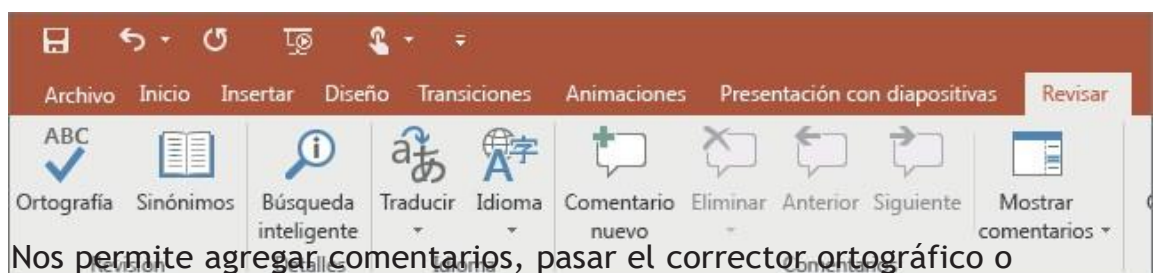 Archivo Inicio Insertar Diseño Transiciones Animaciones Presentación con diapositivas Revisar
ABC
Ortografía Sinónimos Búsqueda inteligente Traducir Idioma Comentario nuevo Eliminar Anterior Siguiente Mostrar comentarios
Nos permite agregar comentarios, pasar el corrector ortográfico o